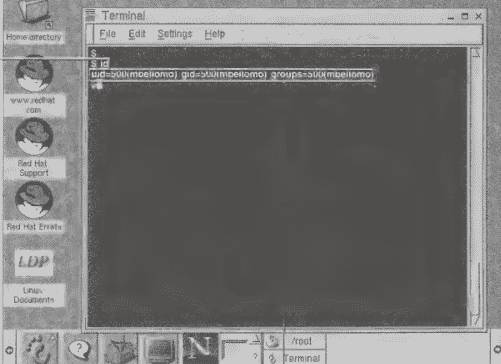 Terminal
File Edit Settings Help
$
$ id
uid=500(mbellomo) gid=500(mbellomo) groups=500(mbellomo)
Home directory
www.redhat.com
Red Hat
Support
Red Hat Errata
LDP
Linux
Documents
?
N
?
/root
Terminal